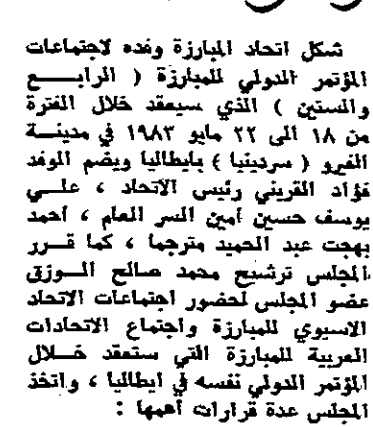 شكل اتحاد المبارزة وفده لاجتماعات
المؤتمر الدولي للمبارزة ( الرابـــع
والستين ) الذي سيعقد خلال الفترة
من ١٨ الى ٢٢ مايو ١٩٨٣ في مدينـة
الفيرو ( سردينيا ) بايطاليا ويضم الوفد
فؤاد القريني رئيس الاتحاد ، علــي
يوسف حسين أمين السر العام ، أحمد
بهجت عبد الحميد مترجما ، كما قــرر
المجلس ترشيح محمد صالح الــوزق
عضو المجلس لحضور اجتماعات الاتحاد
الاسيوي للمبارزة واجتماع الاتحادات
العربية للمبارزة التي ستعقد خــلال
المؤتمر الدولي نفسه في ايطاليا ، واتخذ
المجلس عدة قرارات أهمها :